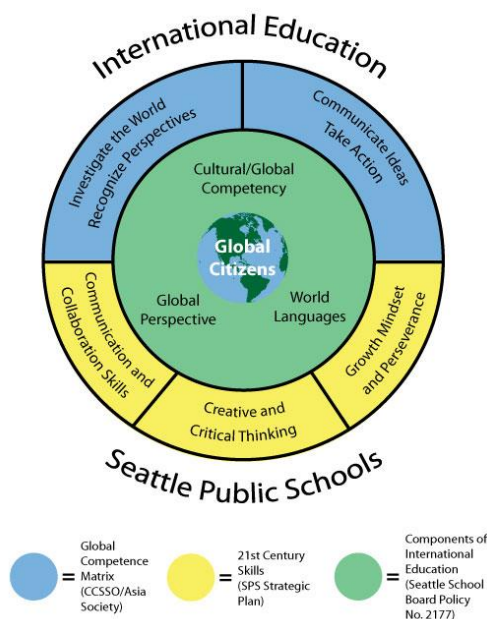 International Education
Investigate the World
Recognize Perspectives
Communicate Ideas
Take Action
Cultural/Global
Competency
Global
Citizens
Global
Perspective
World
Languages
Communication and
Collaboration Skills
Creative and
Critical Thinking
Growth Mindset
and Perseverance
Seattle Public Schools
= Global
Competence
Matrix
(CCSSO/Asia
Society)
= 21st Century
Skills
(SPS Strategic
Plan)
= Components of
International
Education
(Seattle School
Board Policy
No. 2177)